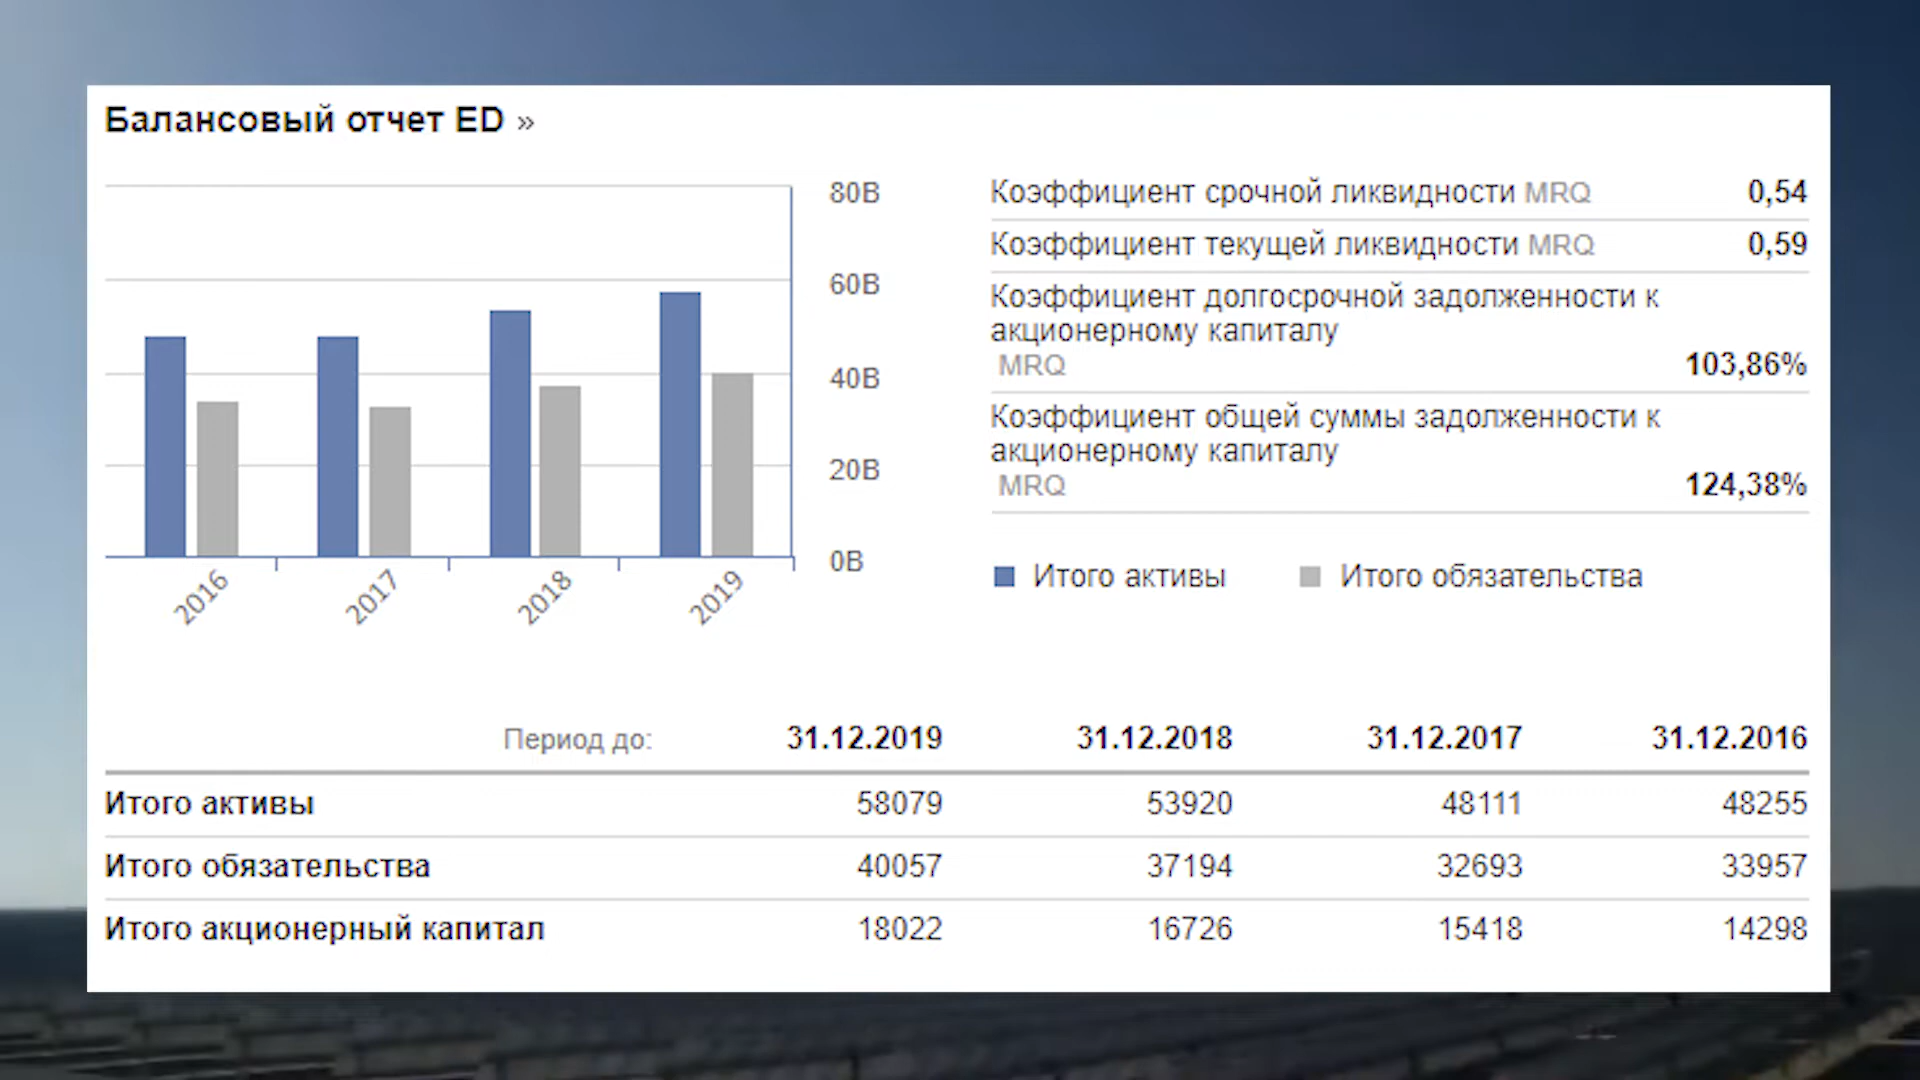 Балансовый отчет ED »
80B
60B
40B
20B
0B
2016
2017
2018
2019
Коэффициент срочной ликвидности MRQ 0,54
Коэффициент текущей ликвидности MRQ 0,59
Коэффициент долгосрочной задолженности к
акционерному капиталу
MRQ 103,86%
Коэффициент общей суммы задолженности к
акционерному капиталу
MRQ 124,38%
Итого активы Итого обязательства
Период до: 31.12.2019 31.12.2018 31.12.2017 31.12.2016
Итого активы 58079 53920 48111 48255
Итого обязательства 40057 37194 32693 33957
Итого акционерный капитал 18022 16726 15418 14298